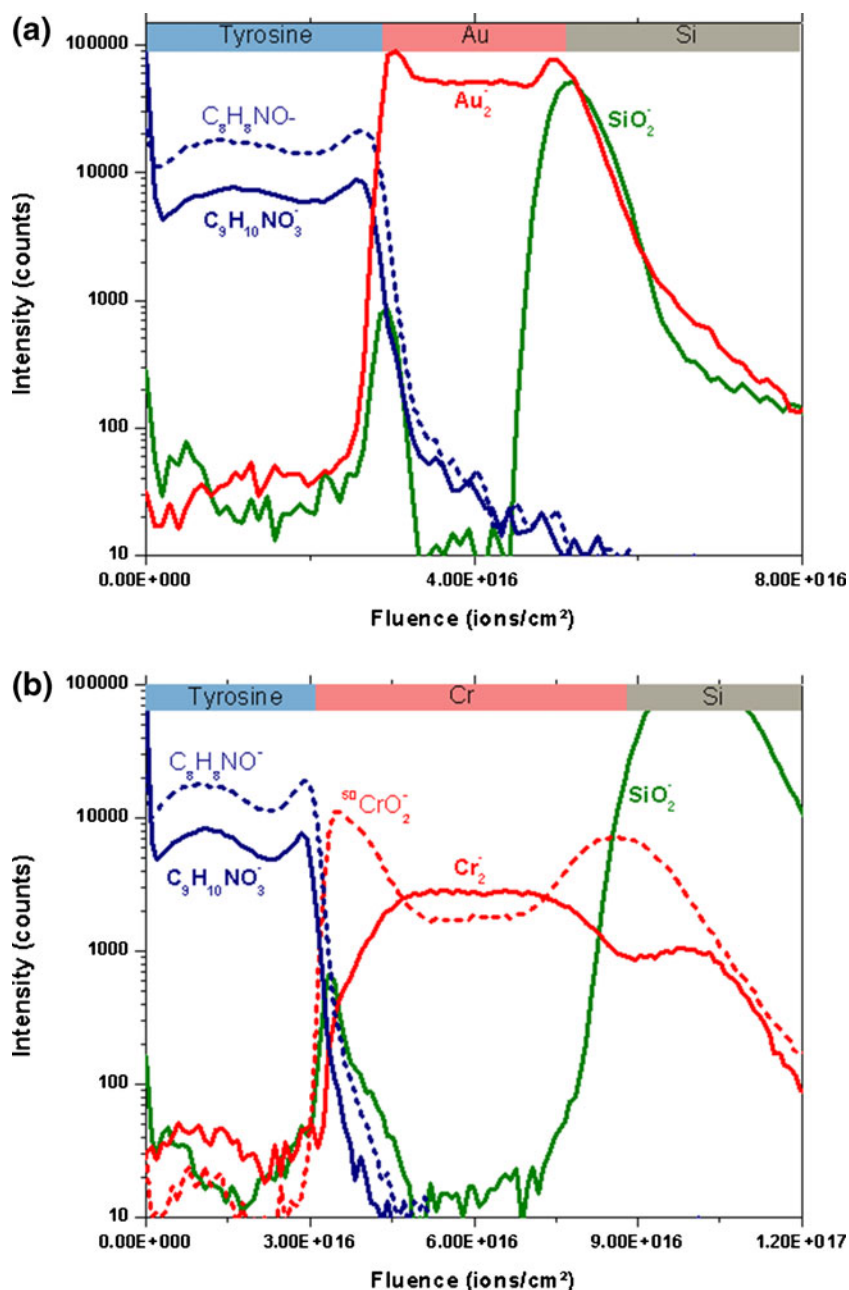 (a)
Tyrosine Au Si
100000
C₈H₈NO-
Au₂⁻
SiO₂⁻
10000
C₉H₁₀NO₃⁻
1000
100
10
Intensity (counts)
0.00E+000 4.00E+016 8.00E+016
Fluence (ions/cm²)
(b)
Tyrosine Cr Si
100000
C₈H₈NO⁻
⁵⁰CrO₂⁻
SiO₂⁻
10000
C₉H₁₀NO₃⁻
Cr₂⁻
1000
100
10
Intensity (counts)
0.00E+000 3.00E+016 6.00E+016 9.00E+016 1.20E+017
Fluence (ions/cm²)